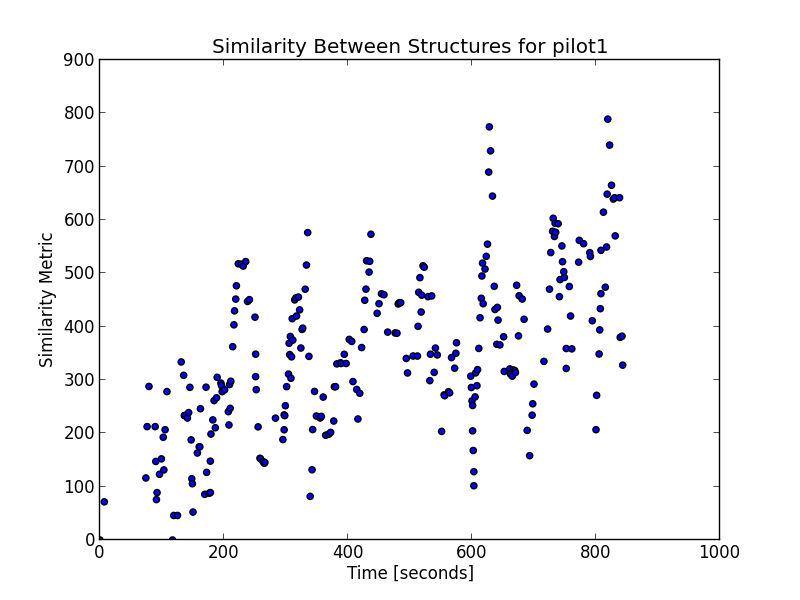 Similarity Between Structures for pilot1
900
800
700
600
500
400
300
200
100
0
Similarity Metric
0 200 400 600 800 1000
Time [seconds]